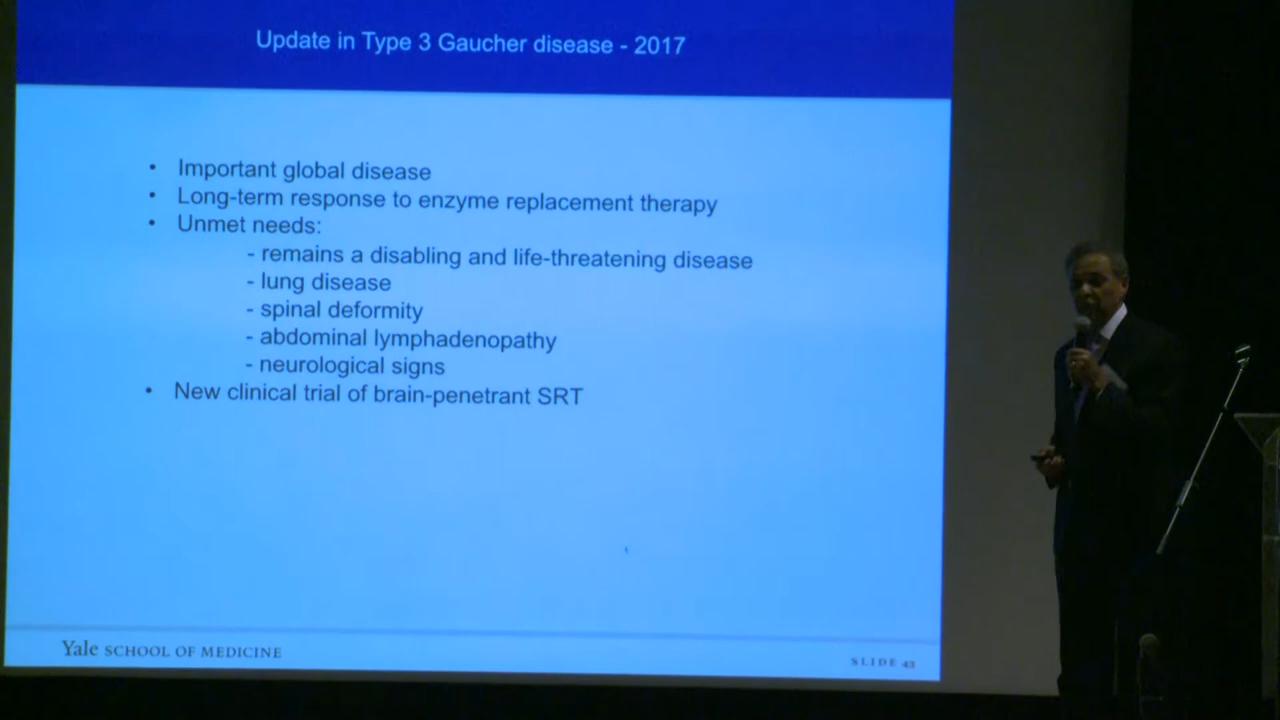 Update in Type 3 Gaucher disease - 2017
• Important global disease
• Long-term response to enzyme replacement therapy
• Unmet needs:
- remains a disabling and life-threatening disease
- lung disease
- spinal deformity
- abdominal lymphadenopathy
- neurological signs
• New clinical trial of brain-penetrant SRT
Yale SCHOOL OF MEDICINE
SLIDE 43